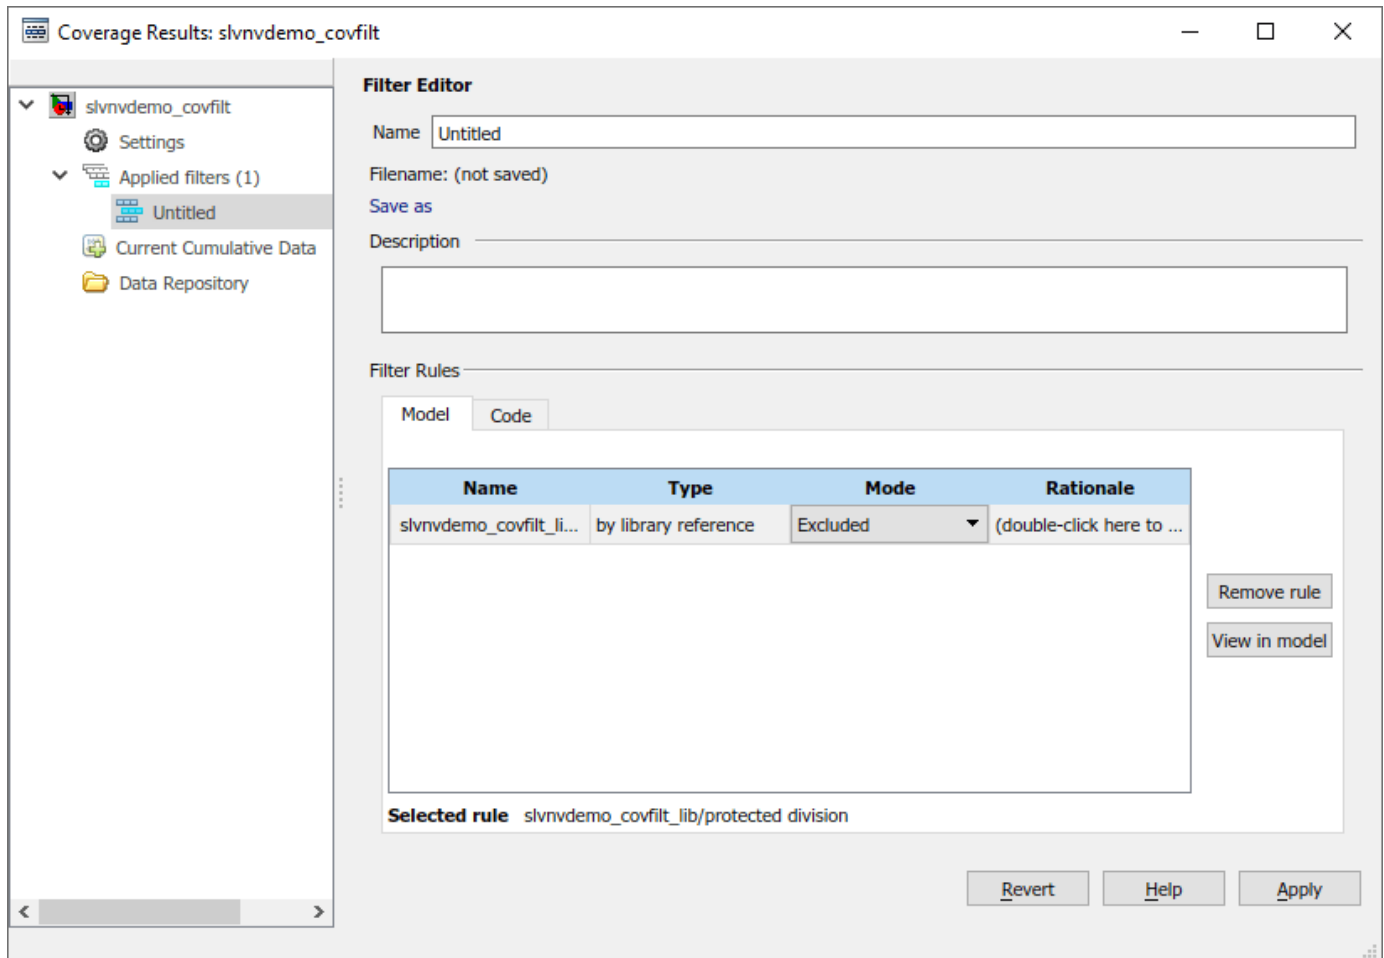 Coverage Results: slvnvdemo_covfilt
slvnvdemo_covfilt
Settings
Applied filters (1)
Untitled
Current Cumulative Data
Data Repository
Filter Editor
Name Untitled
Filename: (not saved)
Save as
Description
Filter Rules
Model Code
Name Type Mode Rationale
slvnvdemo_covfilt_li... by library reference Excluded (double-click here to ...
Remove rule
View in model
Selected rule slvnvdemo_covfilt_lib/protected division
Revert Help Apply